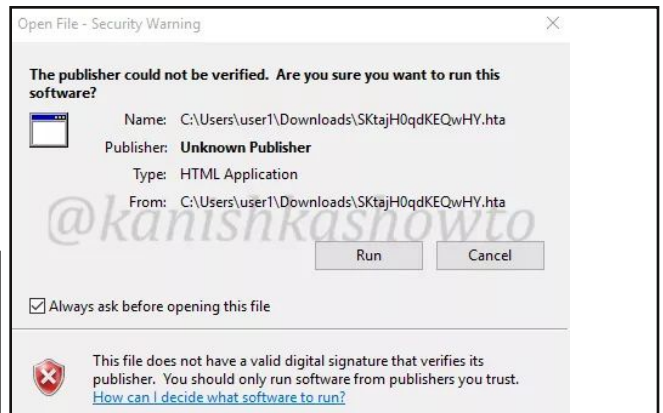 Open File - Security Warning
The publisher could not be verified. Are you sure you want to run this
software?
Name: C:\Users\user1\Downloads\SKtajH0qdKEQwHY.hta
Publisher: Unknown Publisher
Type: HTML Application
From: C:\Users\user1\Downloads\SKtajH0qdKEQwHY.hta
@kanishkashowto
Run Cancel
Always ask before opening this file
This file does not have a valid digital signature that verifies its
publisher. You should only run software from publishers you trust.
How can I decide what software to run?